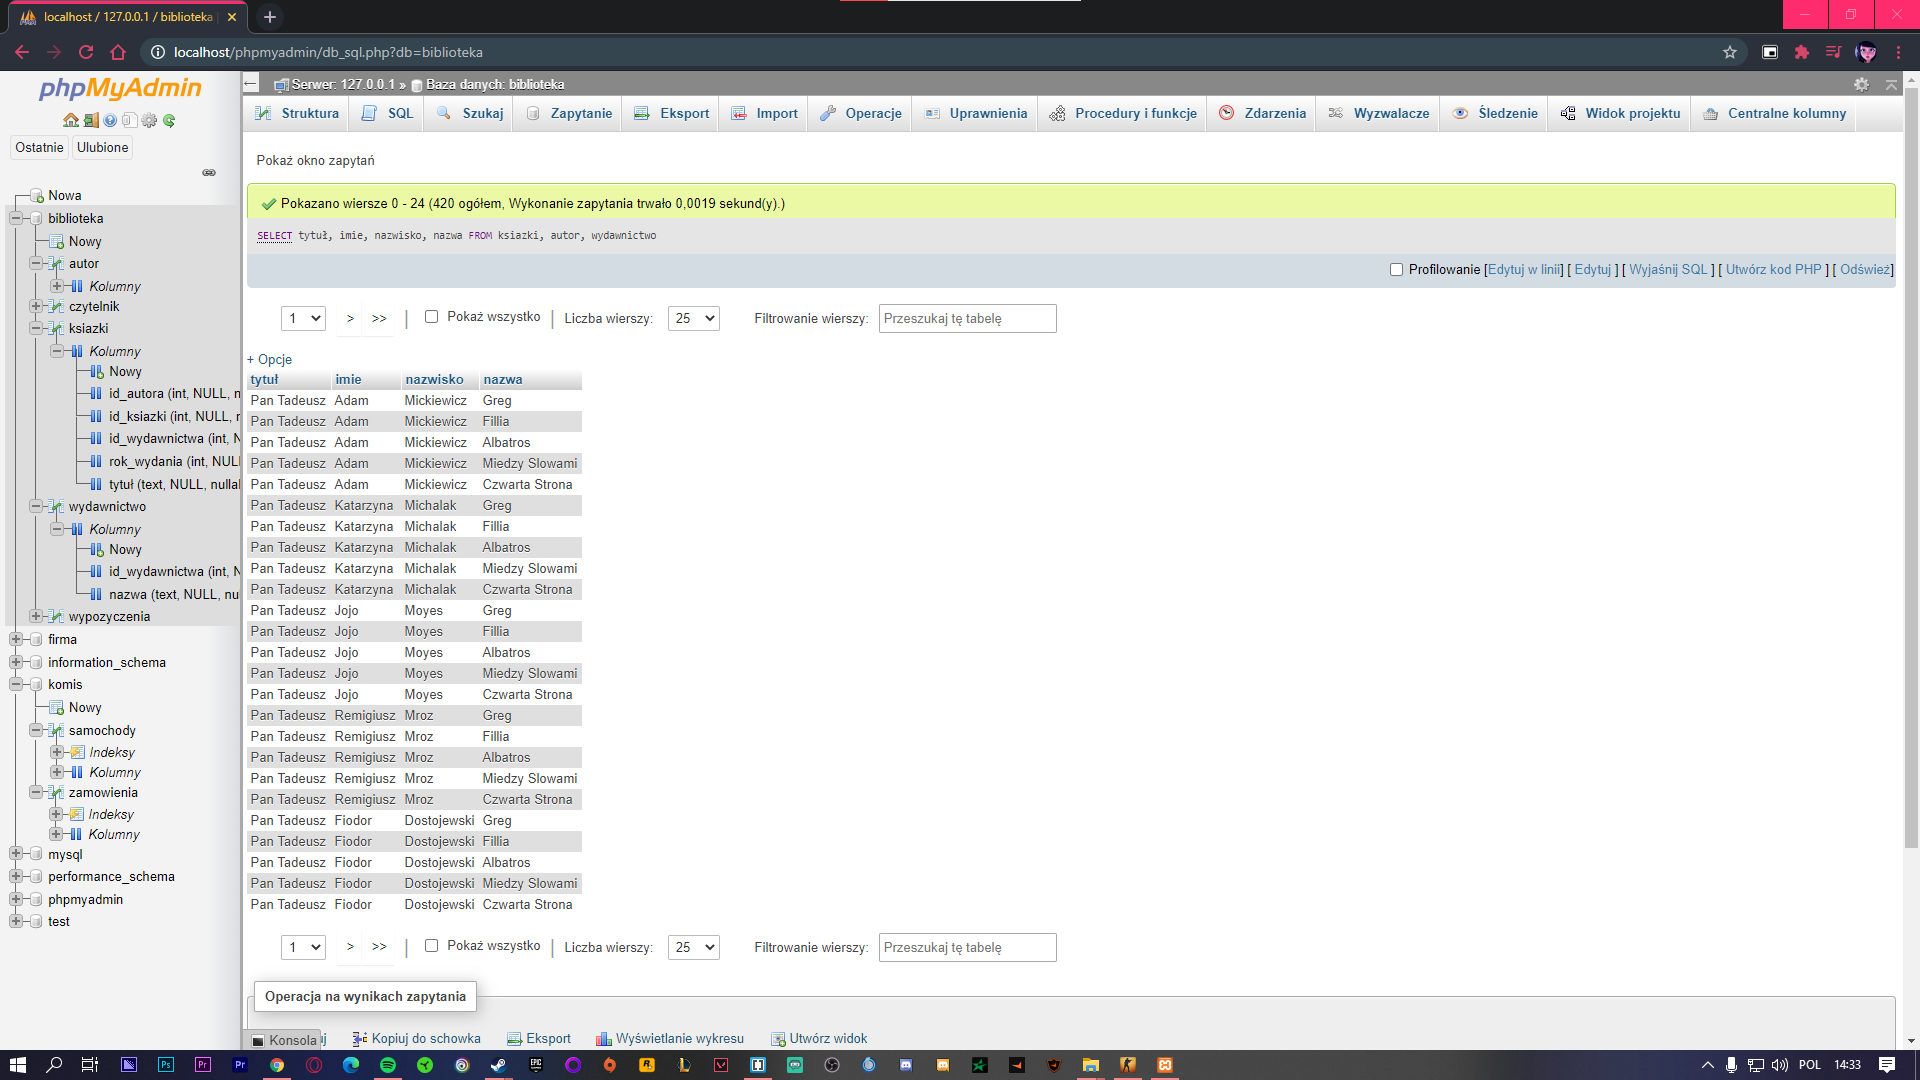 localhost / 127.0.0.1 / biblioteka
localhost/phpmyadmin/db_sql.php?db=biblioteka
phpMyAdmin
Ostatnie Ulubione
Nowa
biblioteka
Nowy
autor
Kolumny
czytelnik
ksiazki
Kolumny
Nowy
id_autora (int, NULL, n
id_ksiazki (int, NULL, r
id_wydawnictwa (int, N
rok_wydania (int, NULL
tytuł (text, NULL, nullal
wydawnictwo
Kolumny
Nowy
id_wydawnictwa (int, N
nazwa (text, NULL, nu
wypozyczenia
firma
information_schema
komis
Nowy
samochody
Indeksy
Kolumny
zamowienia
Indeksy
Kolumny
mysql
performance_schema
phpmyadmin
test
Serwer: 127.0.0.1 » Baza danych: biblioteka
Struktura SQL Szukaj Zapytanie Eksport Import Operacje Uprawnienia Procedury i funkcje Zdarzenia Wyzwalacze Śledzenie Widok projektu Centralne kolumny
Pokaż okno zapytań
Pokazano wiersze 0 - 24 (420 ogółem, Wykonanie zapytania trwało 0,0019 sekund(y).)
SELECT tytuł, imie, nazwisko, nazwa FROM ksiazki, autor, wydawnictwo
Profilowanie [Edytuj w linii] [ Edytuj ] [ Wyjaśnij SQL ] [ Utwórz kod PHP ] [ Odśwież]
1 > >> | Pokaż wszystko | Liczba wierszy: 25 Filtrowanie wierszy: Przeszukaj tę tabelę
+ Opcje
tytuł imie nazwisko nazwa
Pan Tadeusz Adam Mickiewicz Greg
Pan Tadeusz Adam Mickiewicz Fillia
Pan Tadeusz Adam Mickiewicz Albatros
Pan Tadeusz Adam Mickiewicz Miedzy Slowami
Pan Tadeusz Adam Mickiewicz Czwarta Strona
Pan Tadeusz Katarzyna Michalak Greg
Pan Tadeusz Katarzyna Michalak Fillia
Pan Tadeusz Katarzyna Michalak Albatros
Pan Tadeusz Katarzyna Michalak Miedzy Slowami
Pan Tadeusz Katarzyna Michalak Czwarta Strona
Pan Tadeusz Jojo Moyes Greg
Pan Tadeusz Jojo Moyes Fillia
Pan Tadeusz Jojo Moyes Albatros
Pan Tadeusz Jojo Moyes Miedzy Slowami
Pan Tadeusz Jojo Moyes Czwarta Strona
Pan Tadeusz Remigiusz Mroz Greg
Pan Tadeusz Remigiusz Mroz Fillia
Pan Tadeusz Remigiusz Mroz Albatros
Pan Tadeusz Remigiusz Mroz Miedzy Slowami
Pan Tadeusz Remigiusz Mroz Czwarta Strona
Pan Tadeusz Fiodor Dostojewski Greg
Pan Tadeusz Fiodor Dostojewski Fillia
Pan Tadeusz Fiodor Dostojewski Albatros
Pan Tadeusz Fiodor Dostojewski Miedzy Slowami
Pan Tadeusz Fiodor Dostojewski Czwarta Strona
1 > >> | Pokaż wszystko | Liczba wierszy: 25 Filtrowanie wierszy: Przeszukaj tę tabelę
Operacja na wynikach zapytania
Konsola Kopiuj do schowka Eksport Wyświetlanie wykresu Utwórz widok
Ps Pr Pr EPIC GAMES POL 14:33